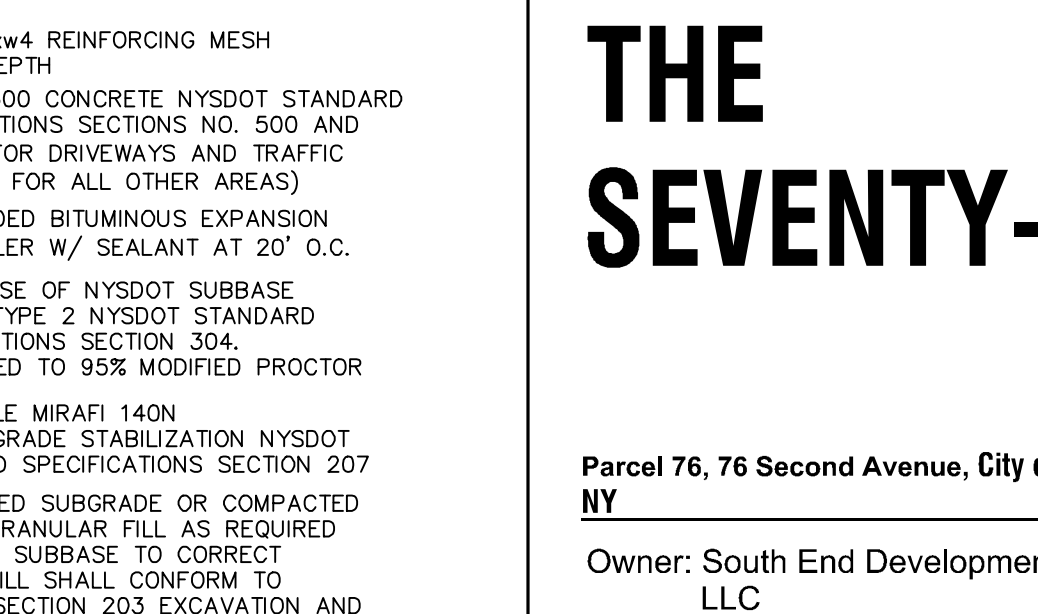 w4 REINFORCING MESH
EPTH
00 CONCRETE NYSDOT STANDARD
TIONS SECTIONS NO. 500 AND
FOR DRIVEWAYS AND TRAFFIC
FOR ALL OTHER AREAS)
DED BITUMINOUS EXPANSION
LER W/ SEALANT AT 20' O.C.
SE OF NYSDOT SUBBASE
TYPE 2 NYSDOT STANDARD
TIONS SECTION 304.
ED TO 95% MODIFIED PROCTOR
LE MIRAFI 140N
GRADE STABILIZATION NYSDOT
D SPECIFICATIONS SECTION 207
ED SUBGRADE OR COMPACTED
RANULAR FILL AS REQUIRED
SUBBASE TO CORRECT
ILL SHALL CONFORM TO
SECTION 203 EXCAVATION AND
THE
SEVENTY-
Parcel 76, 76 Second Avenue, City
NY
Owner: South End Developmen
LLC